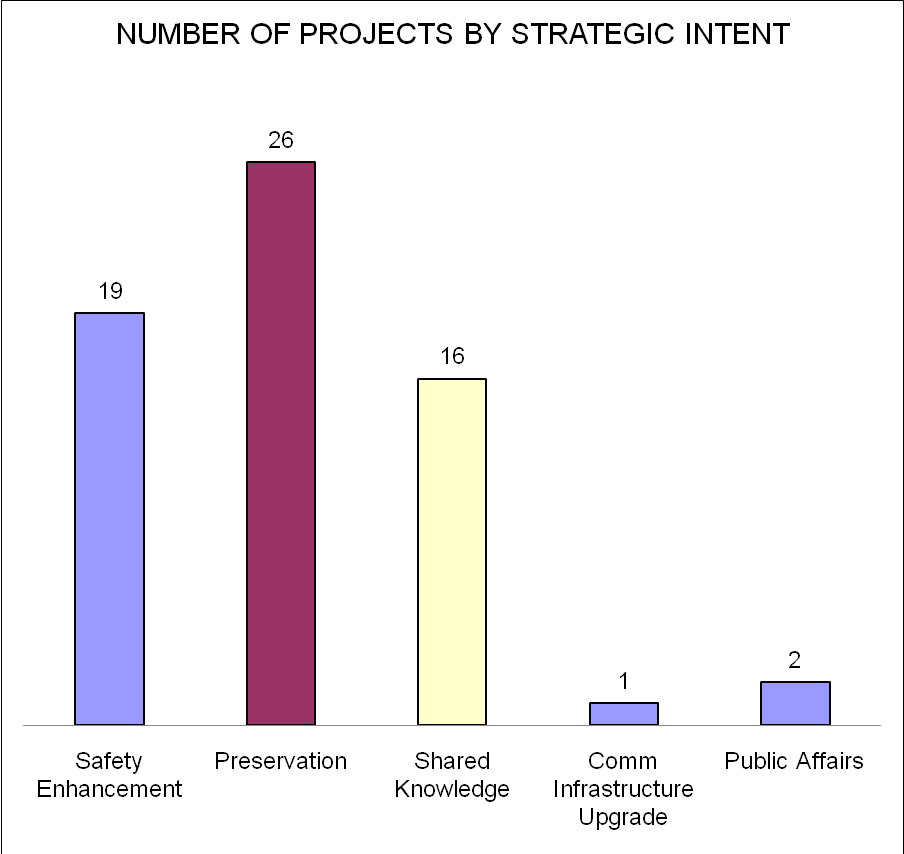 NUMBER OF PROJECTS BY STRATEGIC INTENT
26
19
16
2
1
Safety
Enhancement
Preservation
Shared
Knowledge
Comm
Infrastructure
Upgrade
Public Affairs